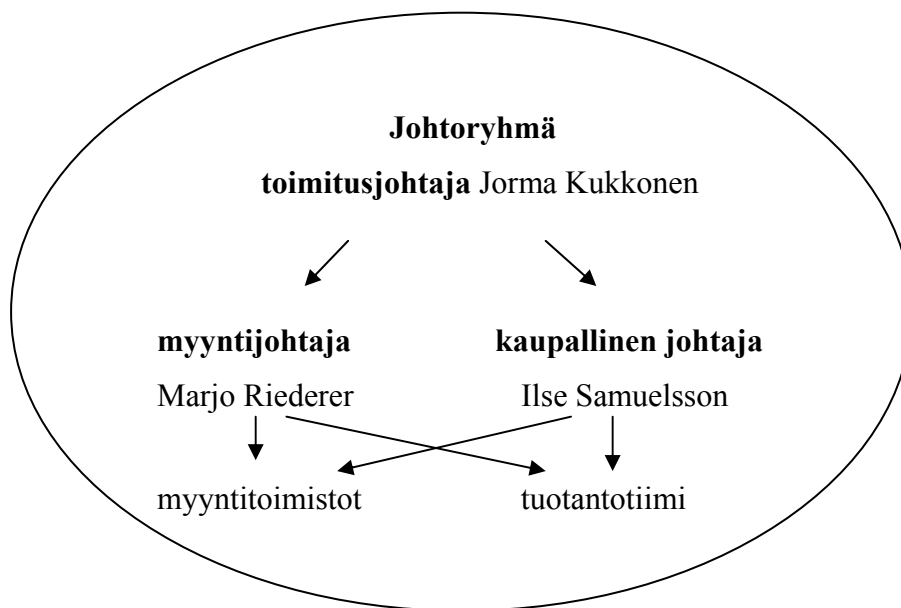 Johtoryhmä
toimitusjohtaja Jorma Kukkonen
myyntijohtaja
Marjo Riederer
kaupallinen johtaja
Ilse Samuelsson
myyntitoimistot
tuotantotiimi